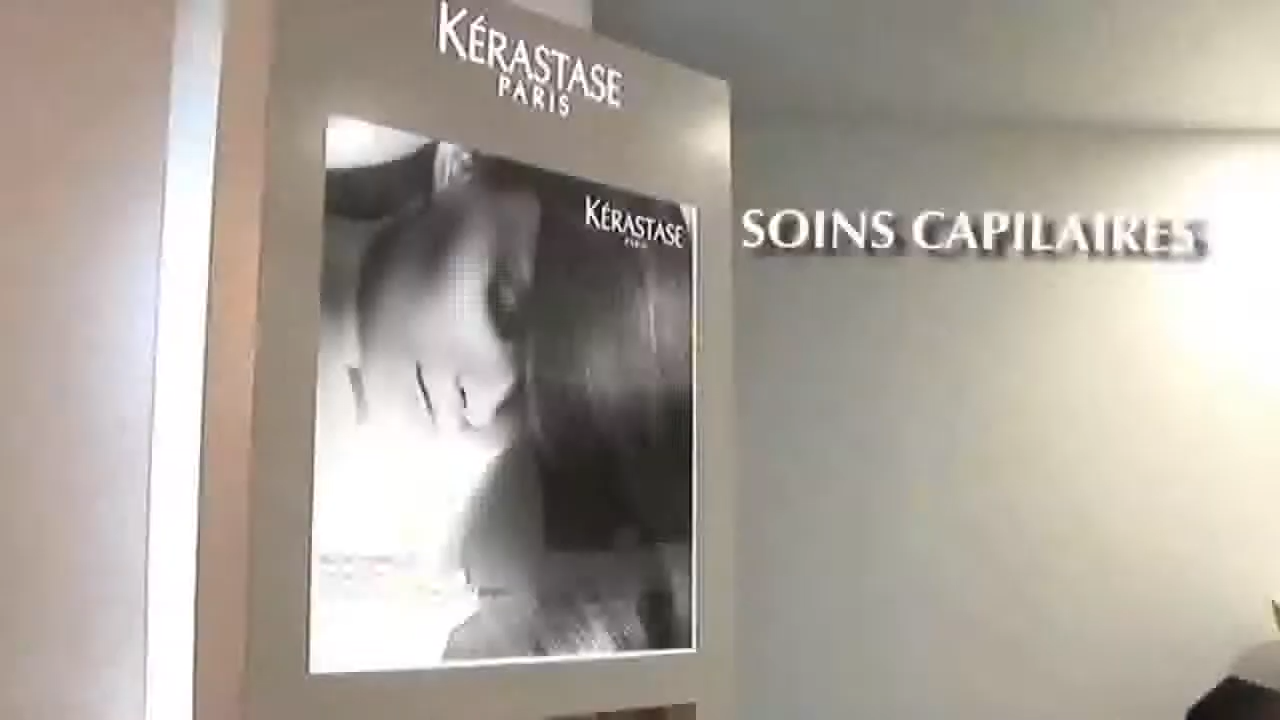 KÉRASTASE
PARIS
KÉRASTASE
PARIS
SOINS CAPILAIRES